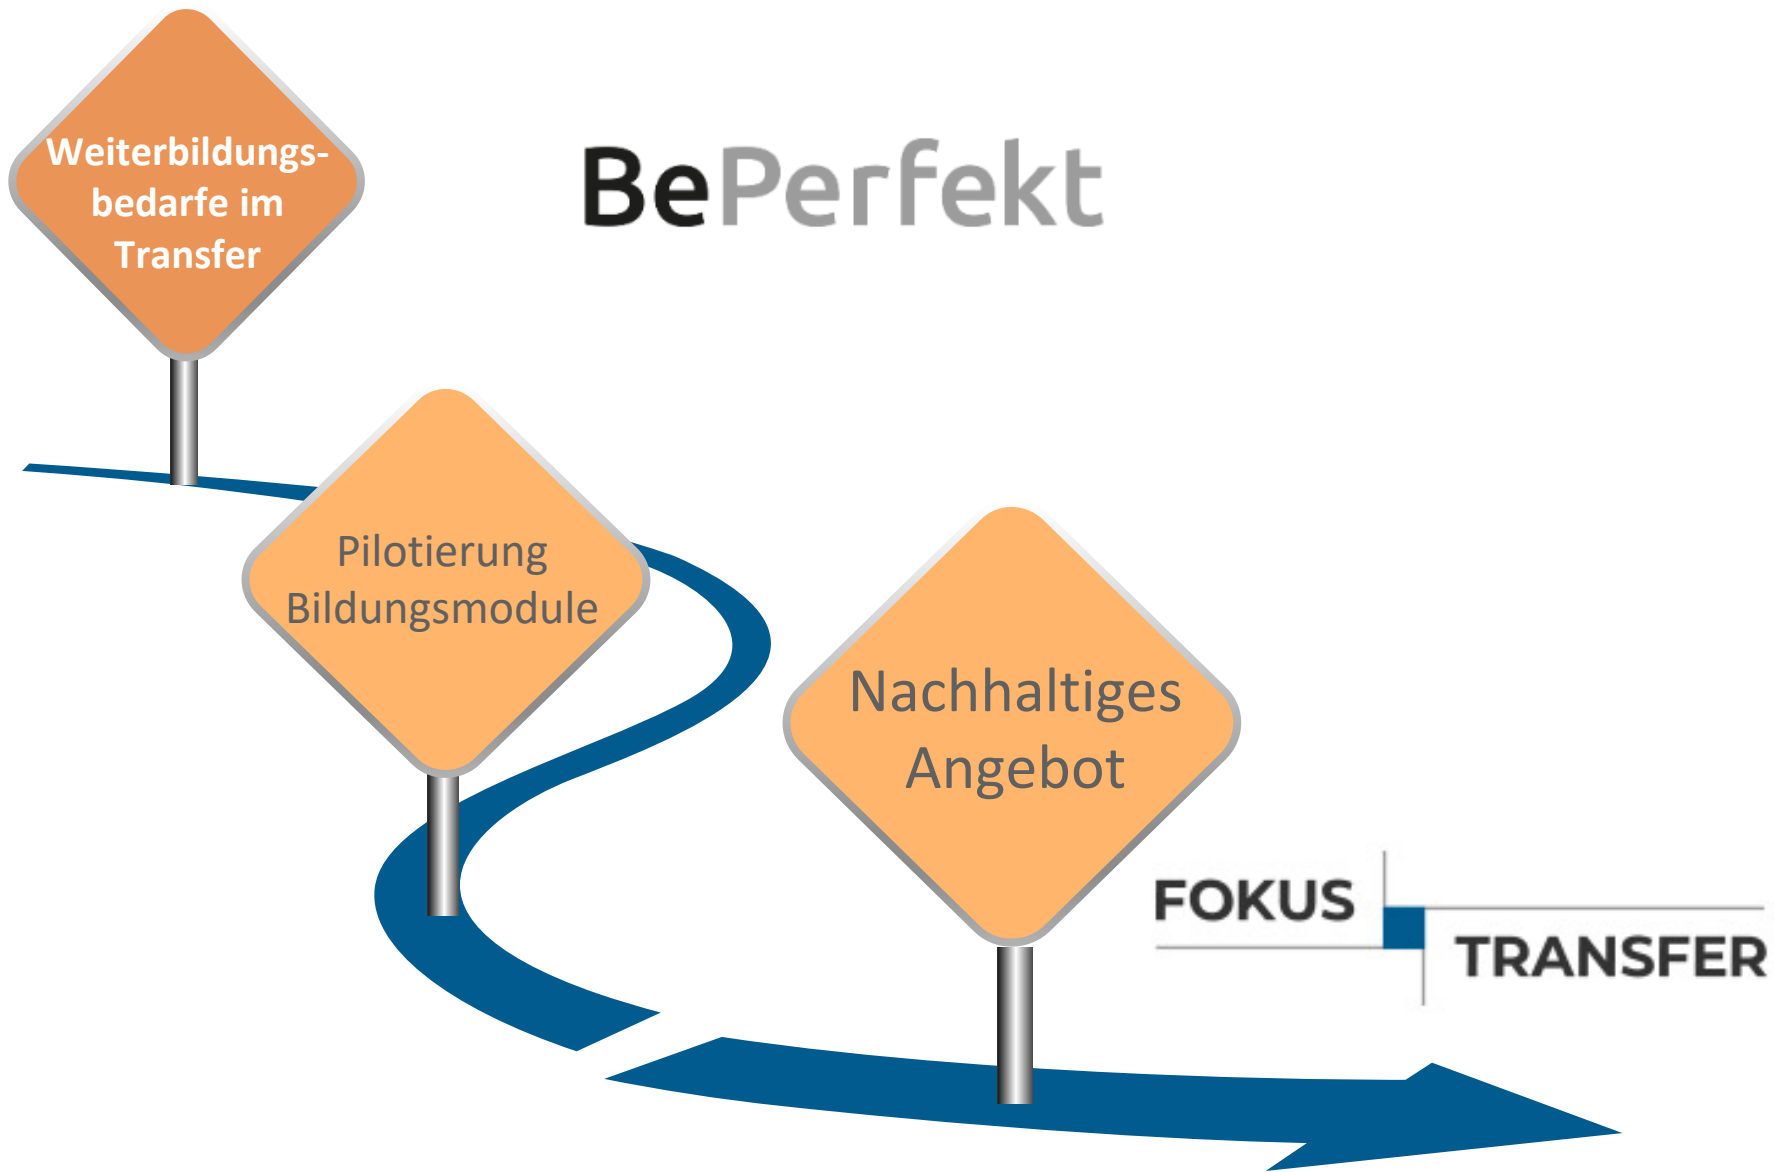 Weiterbildungs-
bedarfe im
Transfer
BePerfekt
Pilotierung
Bildungsmodule
Nachhaltiges
Angebot
FOKUS
TRANSFER